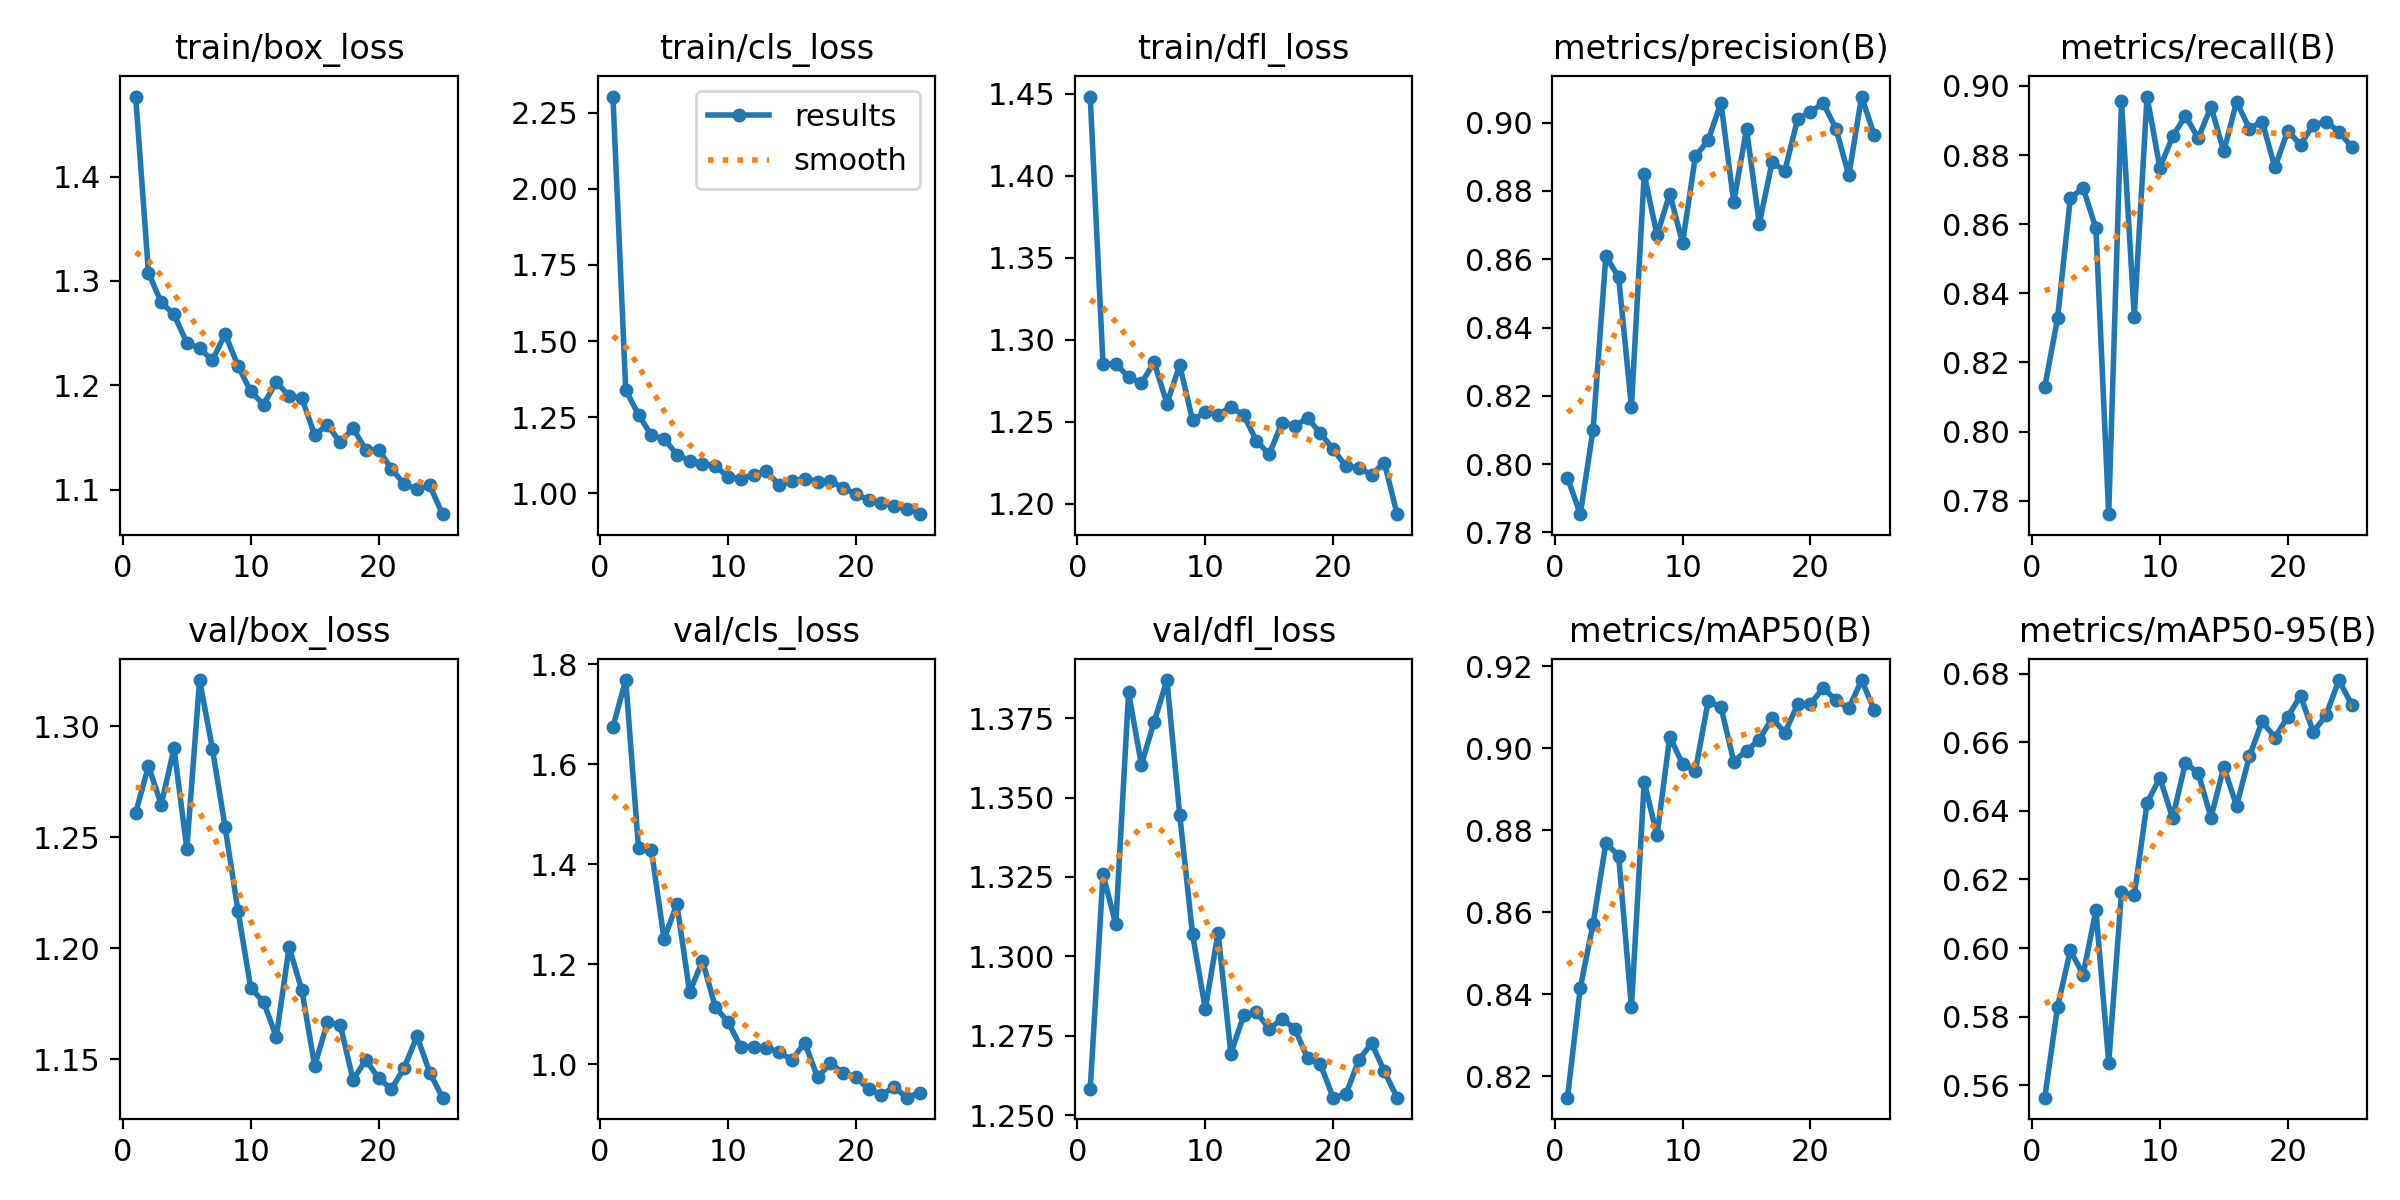 train/box_loss
1.4
1.3
1.2
1.1
0 10 20
train/cls_loss
results
smooth
2.25
2.00
1.75
1.50
1.25
1.00
0 10 20
train/dfl_loss
1.45
1.40
1.35
1.30
1.25
1.20
0 10 20
metrics/precision(B)
0.90
0.88
0.86
0.84
0.82
0.80
0.78
0 10 20
metrics/recall(B)
0.90
0.88
0.86
0.84
0.82
0.80
0.78
0 10 20
val/box_loss
1.30
1.25
1.20
1.15
0 10 20
val/cls_loss
1.8
1.6
1.4
1.2
1.0
0 10 20
val/dfl_loss
1.375
1.350
1.325
1.300
1.275
1.250
0 10 20
metrics/mAP50(B)
0.92
0.90
0.88
0.86
0.84
0.82
0 10 20
metrics/mAP50-95(B)
0.68
0.66
0.64
0.62
0.60
0.58
0.56
0 10 20